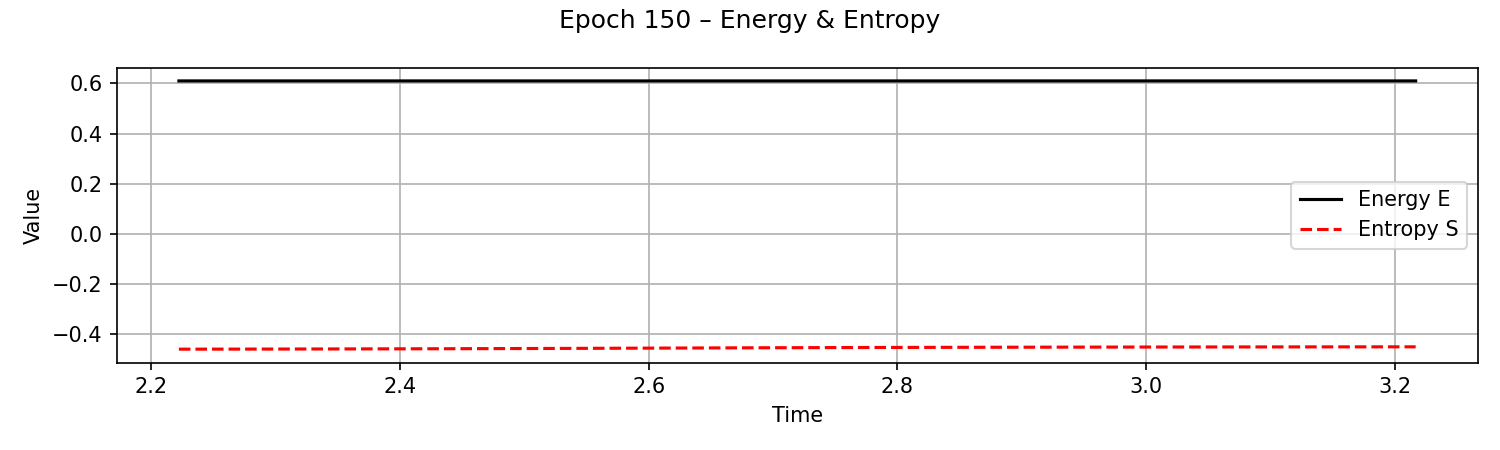 Epoch 150 – Energy & Entropy
0.6
0.4
0.2
0.0
−0.2
−0.4
Value
Energy E
Entropy S
2.2 2.4 2.6 2.8 3.0 3.2
Time